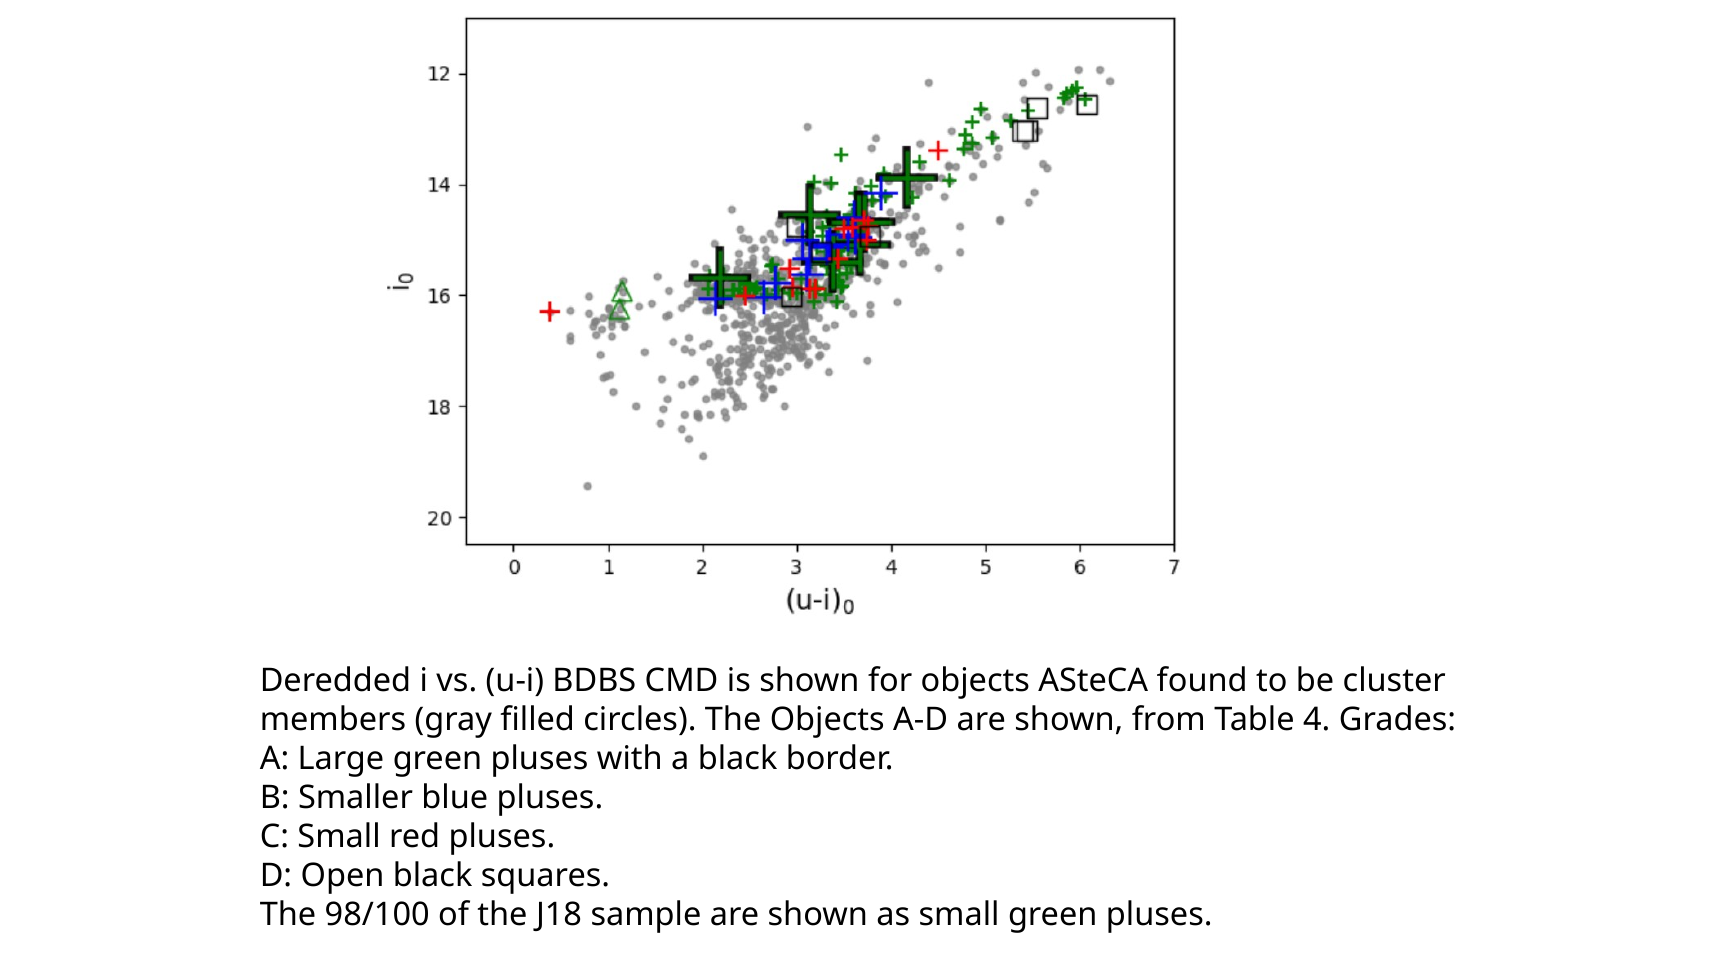 12
14
16
18
20
i0
0 1 2 3 4 5 6 7
(u-i)0
Deredded i vs. (u-i) BDBS CMD is shown for objects ASteCA found to be cluster
members (gray filled circles). The Objects A-D are shown, from Table 4. Grades:
A: Large green pluses with a black border.
B: Smaller blue pluses.
C: Small red pluses.
D: Open black squares.
The 98/100 of the J18 sample are shown as small green pluses.